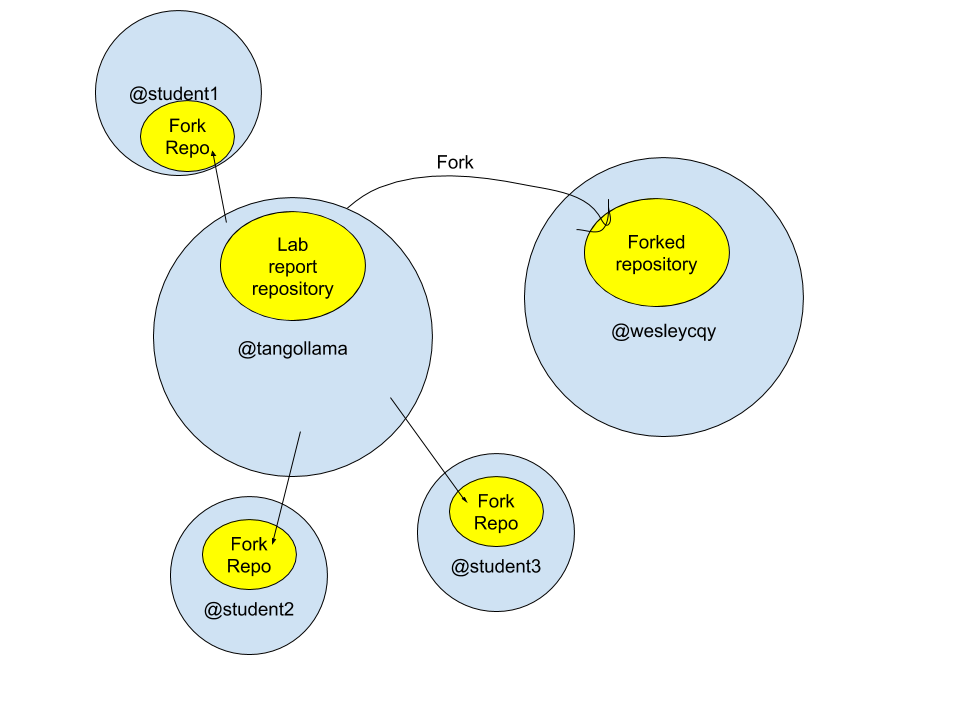 @student1
Fork
Repo
Fork
Lab
report
repository
@tangollama
Forked
repository
@wesleycqy
Fork
Repo
@student3
Fork
Repo
@student2